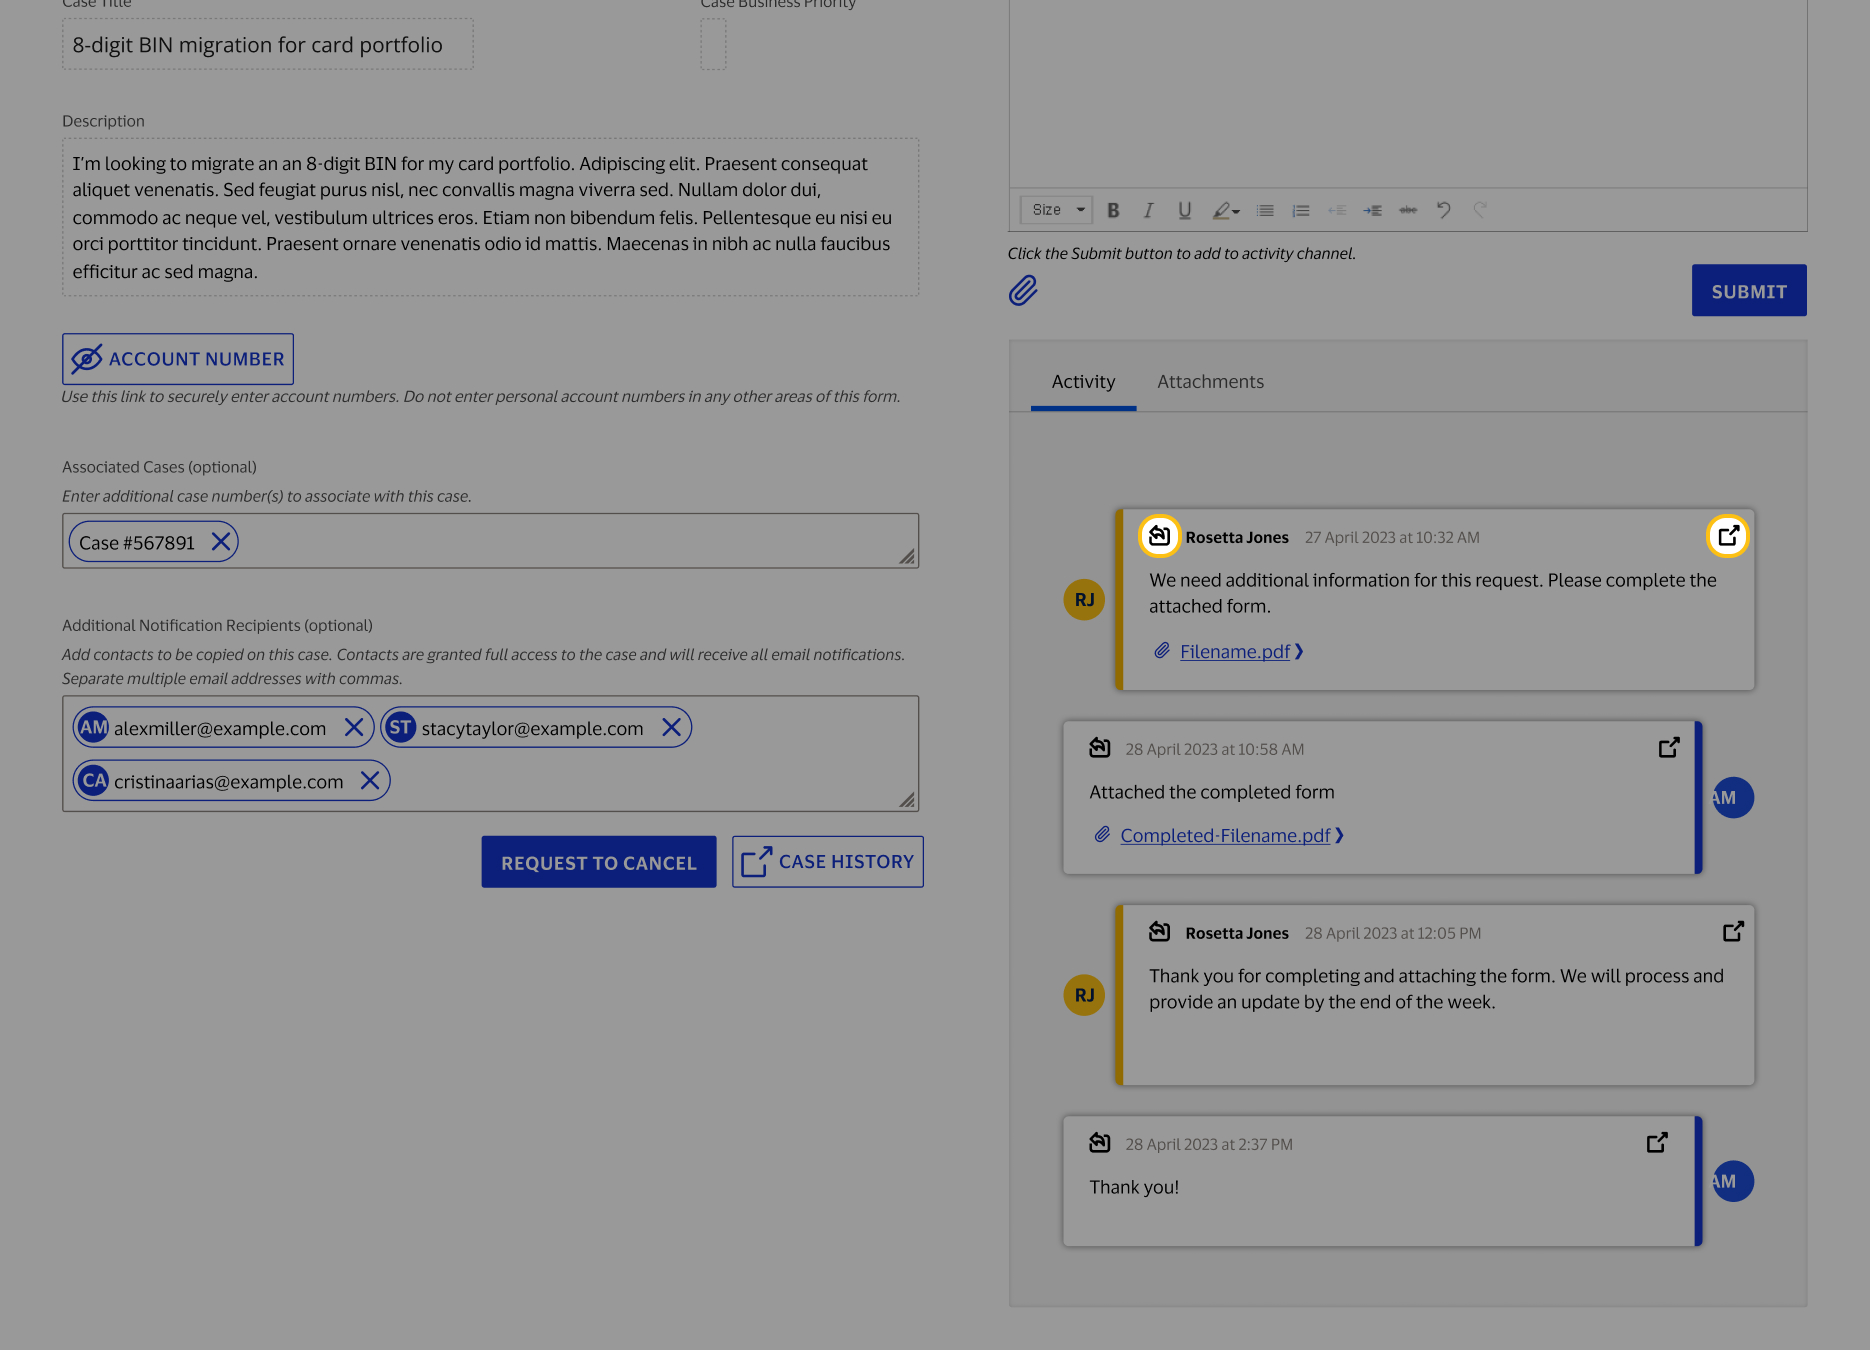 Case Title
Case Business Priority
8-digit BIN migration for card portfolio
Description
I'm looking to migrate an an 8-digit BIN for my card portfolio. Adipiscing elit. Praesent consequat
aliquet venenatis. Sed feugiat purus nisl, nec convallis magna viverra sed. Nullam dolor dui,
commodo ac neque vel, vestibulum ultrices eros. Etiam non bibendum felis. Pellentesque eu nisi eu
orci porttitor tincidunt. Praesent ornare venenatis odio id mattis. Maecenas in nibh ac nulla faucibus
efficitur ac sed magna.
ACCOUNT NUMBER
Use this link to securely enter account numbers. Do not enter personal account numbers in any other areas of this form.
Associated Cases (optional)
Enter additional case number(s) to associate with this case.
Case #567891
Additional Notification Recipients (optional)
Add contacts to be copied on this case. Contacts are granted full access to the case and will receive all email notifications.
Separate multiple email addresses with commas.
AM alexmiller@example.com
ST stacytaylor@example.com
CA cristinaarias@example.com
REQUEST TO CANCEL
CASE HISTORY
Size B I U
Click the Submit button to add to activity channel.
SUBMIT
Activity
Attachments
Rosetta Jones 27 April 2023 at 10:32 AM
We need additional information for this request. Please complete the
attached form.
RJ
Filename.pdf
28 April 2023 at 10:58 AM
Attached the completed form
AM
Completed-Filename.pdf
Rosetta Jones 28 April 2023 at 12:05 PM
Thank you for completing and attaching the form. We will process and
provide an update by the end of the week.
RJ
28 April 2023 at 2:37 PM
Thank you!
AM